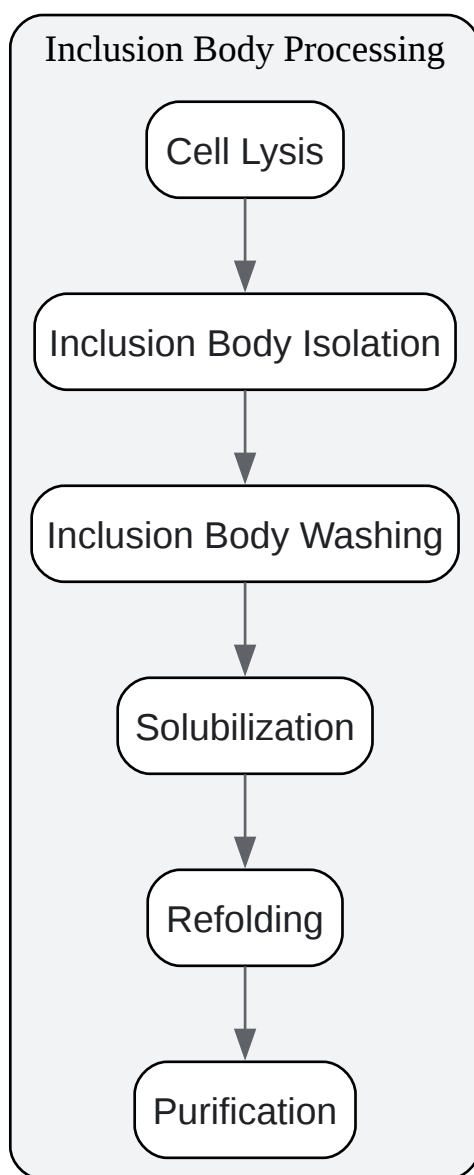 Inclusion Body Processing
Cell Lysis
Inclusion Body Isolation
Inclusion Body Washing
Solubilization
Refolding
Purification